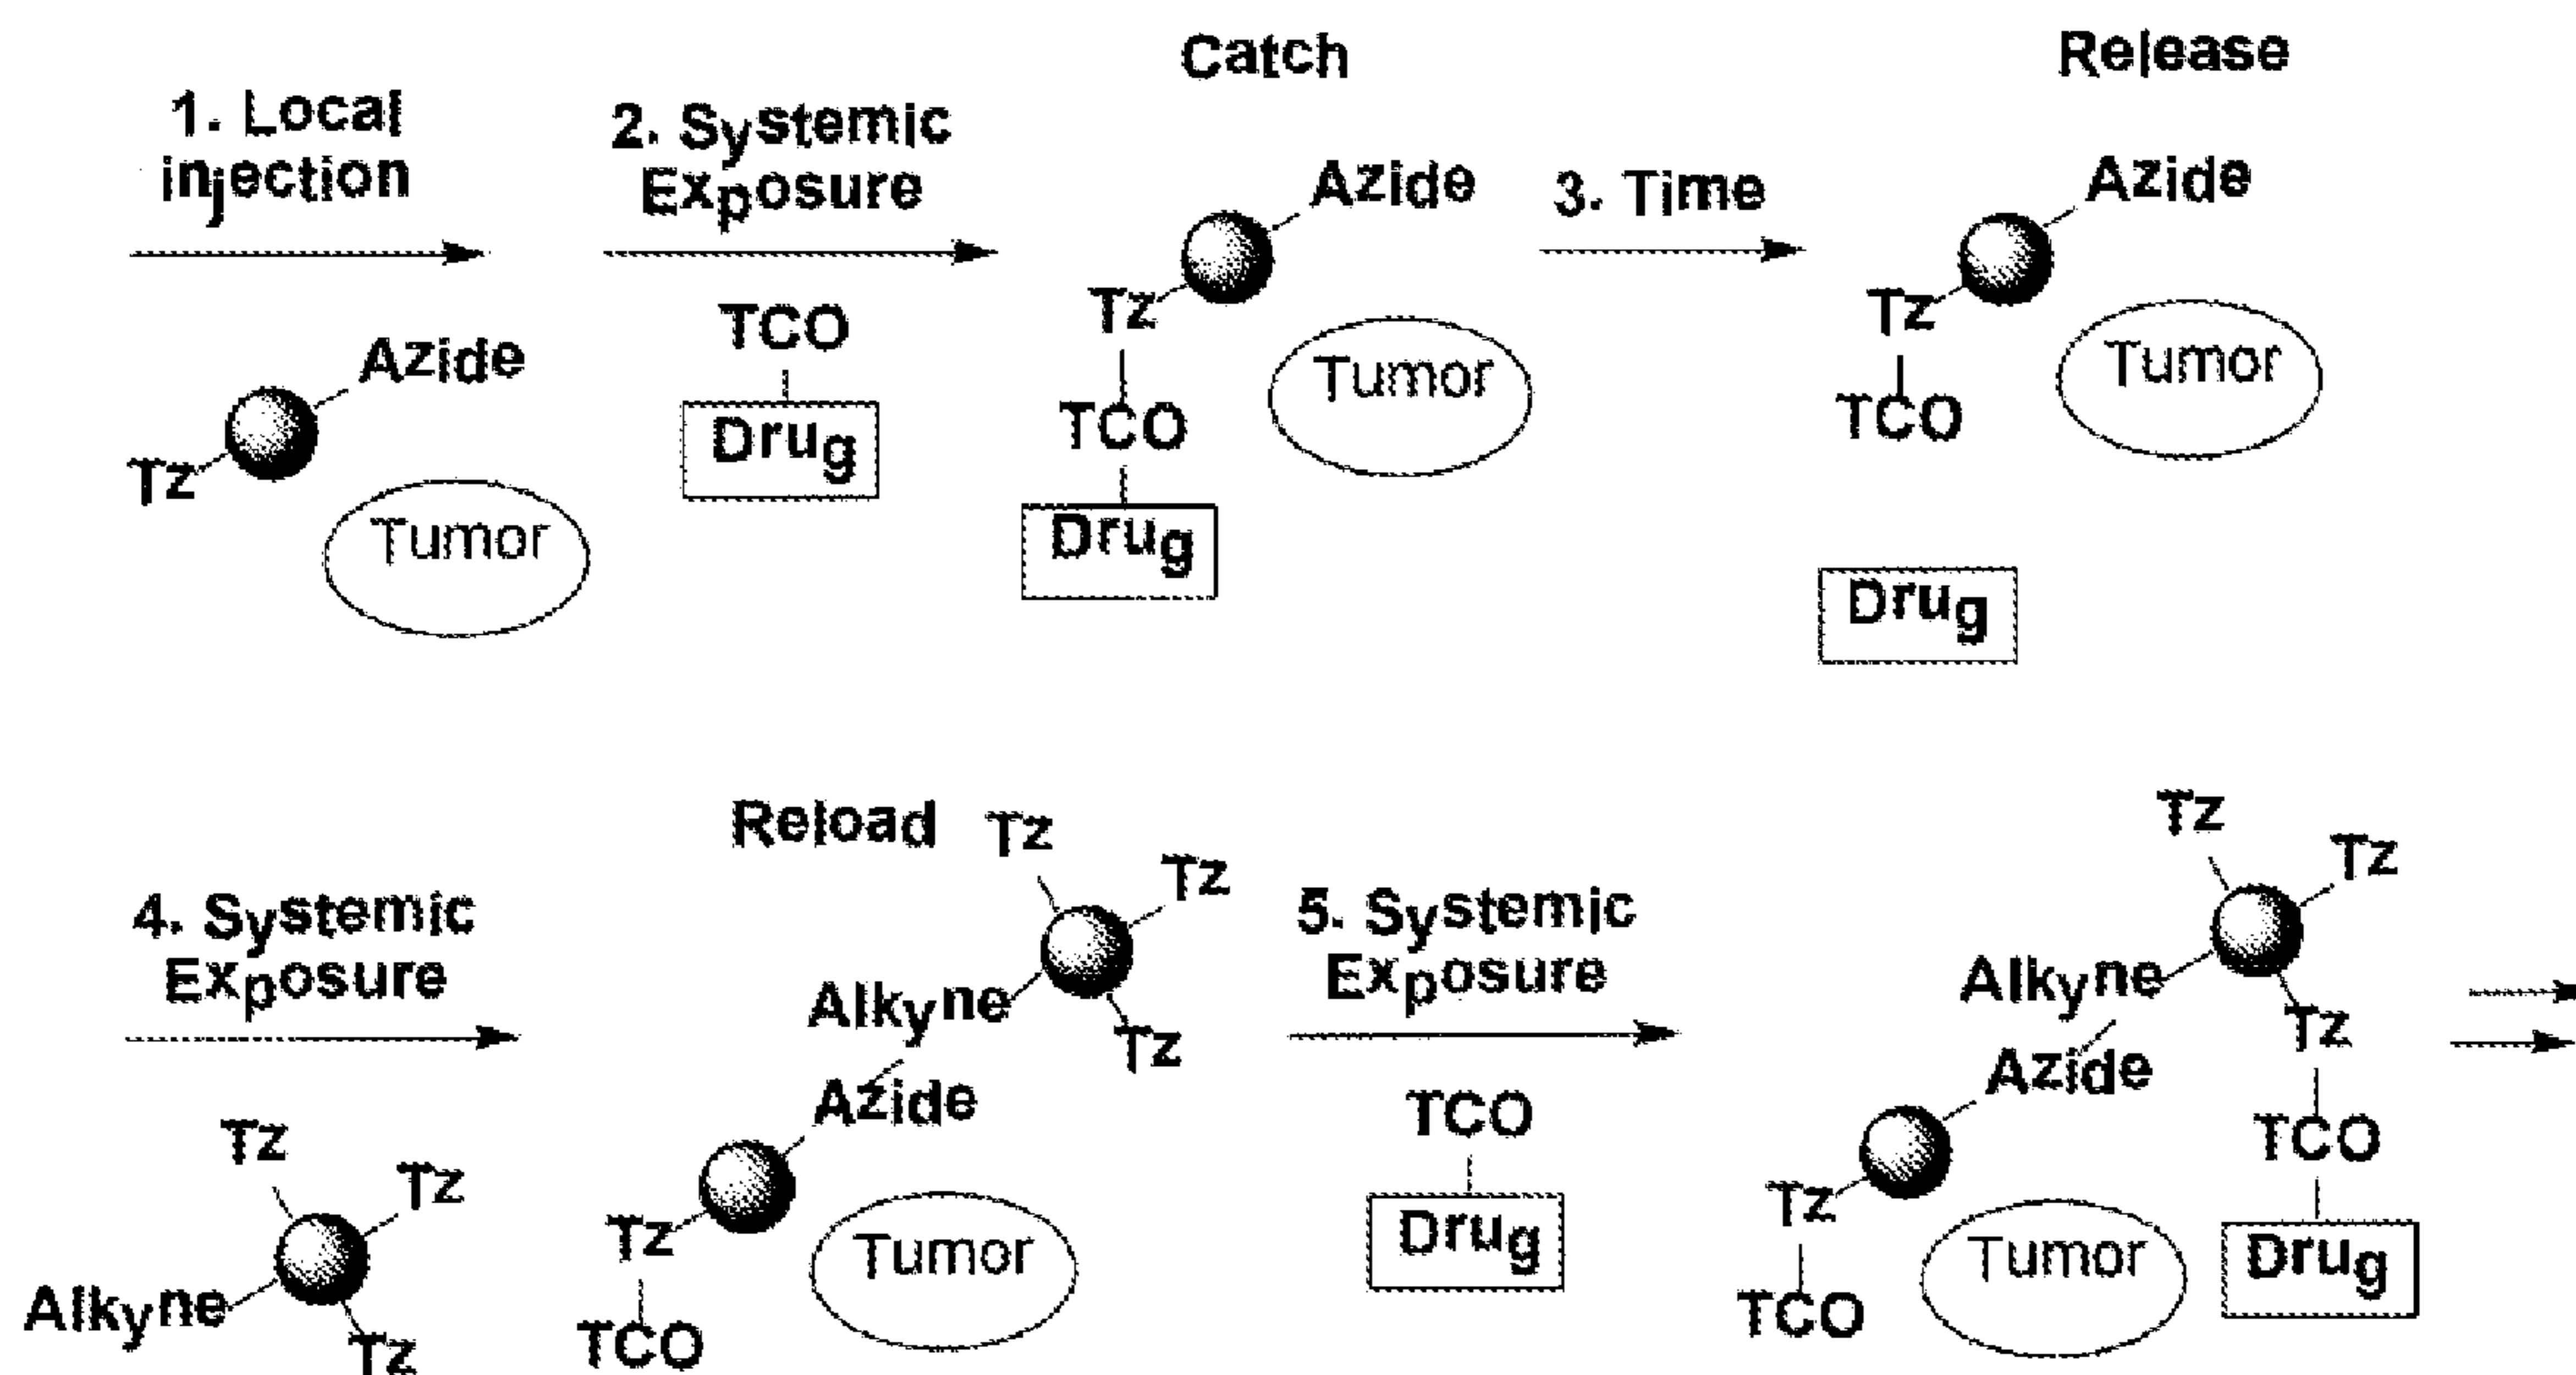 Catch
Release
1. Local
injection
2. Systemic
Exposure
3. Time
Azide
Tz
Tumor
TCO
Drug
Azide
Tz
TCO
Drug
Tumor
Azide
Tz
TCO
Tumor
Drug
Reload
4. Systemic
Exposure
Tz
Tz
Alkyne
Tz
Tz
Tz
Alkyne
Tz
Azide
Tz
TCO
Tumor
5. Systemic
Exposure
TCO
Drug
Tz
Tz
Alkyne
Tz
Azide
TCO
Drug
Tz
TCO
Tumor